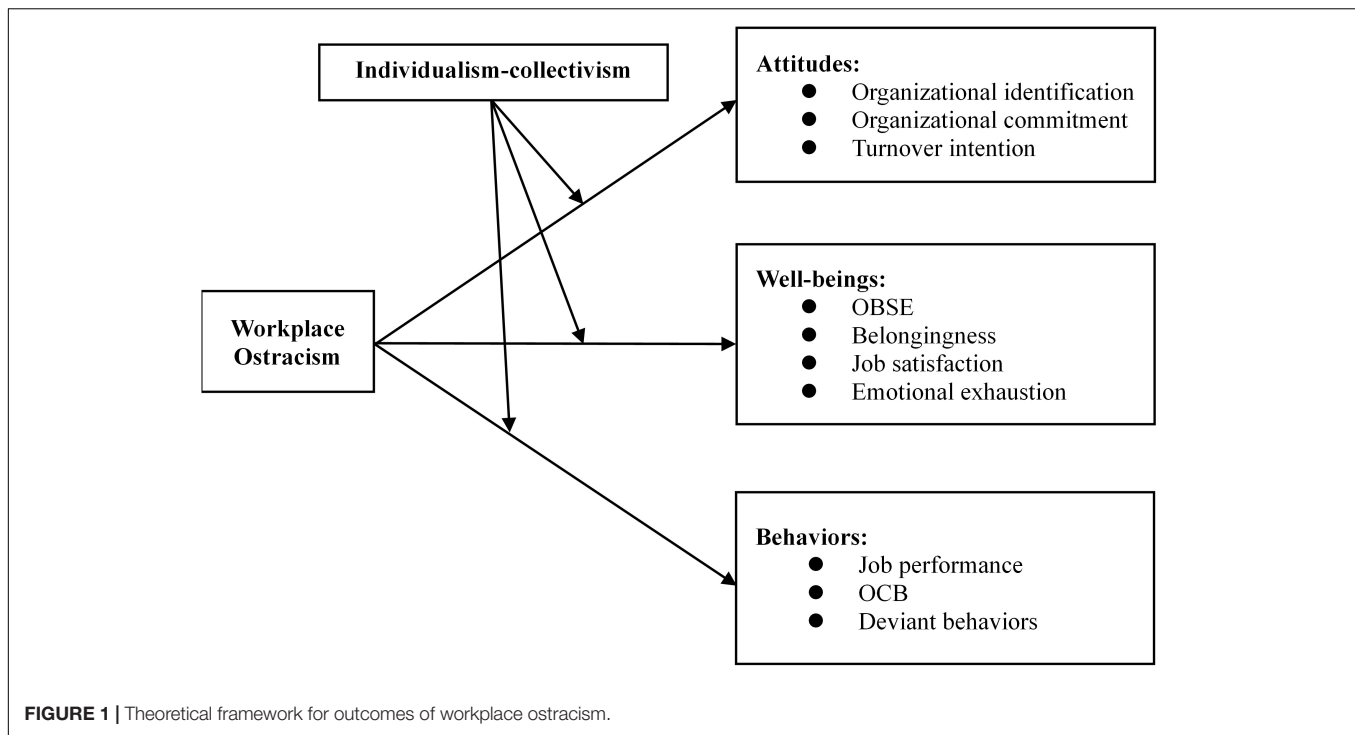 Individualism-collectivism
Attitudes:
● Organizational identification
● Organizational commitment
● Turnover intention
Workplace
Ostracism
Well-beings:
● OBSE
● Belongingness
● Job satisfaction
● Emotional exhaustion
Behaviors:
● Job performance
● OCB
● Deviant behaviors
FIGURE 1 | Theoretical framework for outcomes of workplace ostracism.